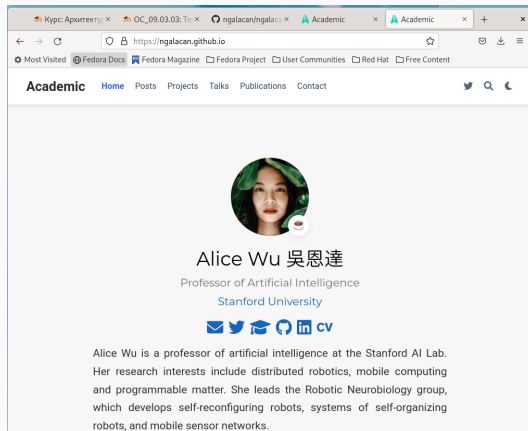 Курс: Архитектур
ОС_09.03.03: Те
ngalacan/ngalaca
Academic
Academic
https://ngalacan.github.io
Most Visited
Fedora Docs
Fedora Magazine
Fedora Project
User Communities
Red Hat
Free Content
Academic
Home
Posts
Projects
Talks
Publications
Contact
Alice Wu 吳恩達
Professor of Artificial Intelligence
Stanford University
CV
Alice Wu is a professor of artificial intelligence at the Stanford AI Lab.
Her research interests include distributed robotics, mobile computing
and programmable matter. She leads the Robotic Neurobiology group,
which develops self-reconfiguring robots, systems of self-organizing
robots, and mobile sensor networks.